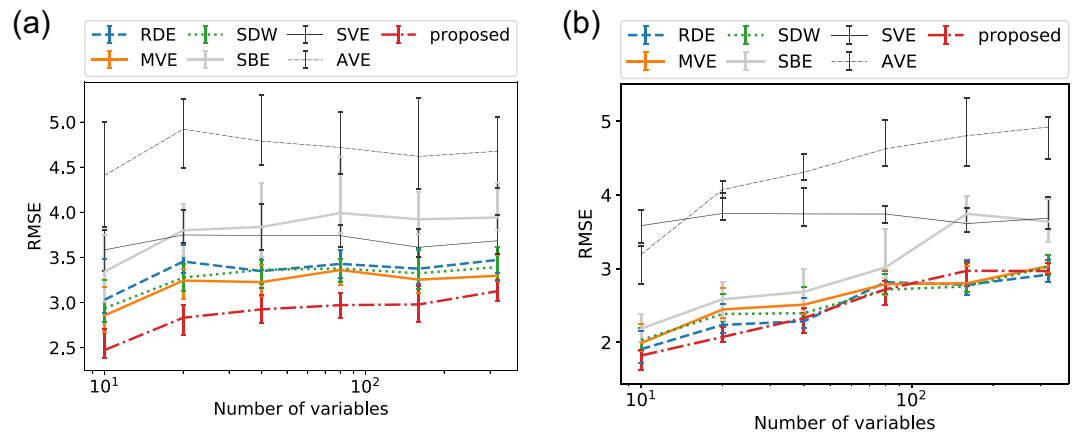 (a)
RDE SDW SVE proposed
MVE SBE AVE
RMSE
5.0
4.5
4.0
3.5
3.0
2.5
10¹ 10²
Number of variables
(b)
RDE SDW SVE proposed
MVE SBE AVE
RMSE
5
4
3
2
10¹ 10²
Number of variables